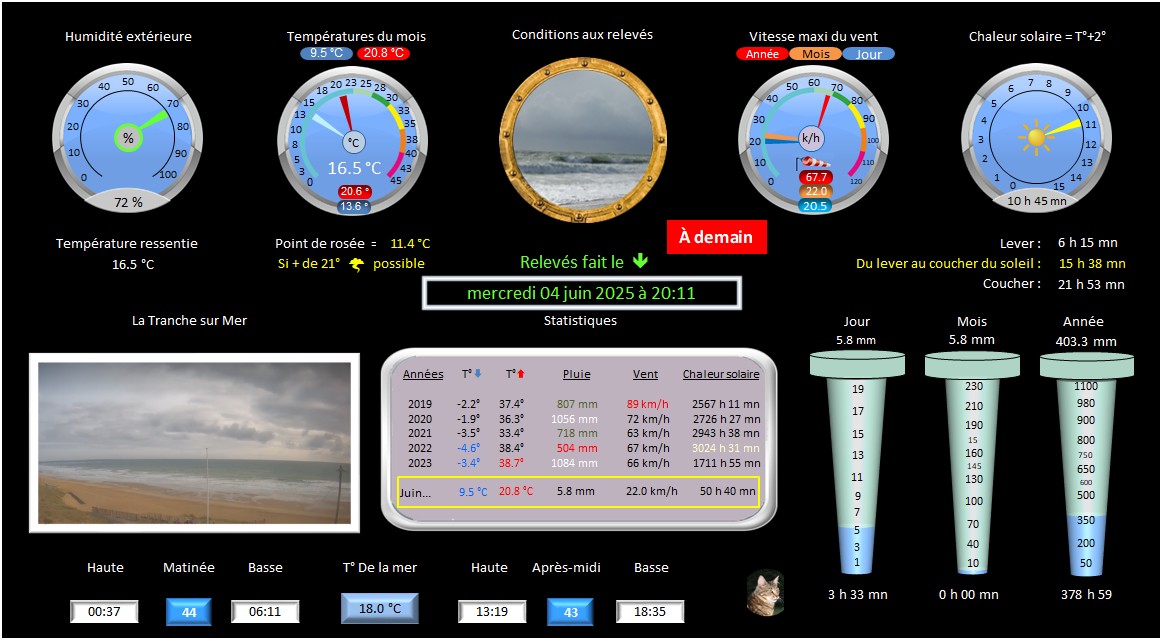 Humidité extérieure
0 10 20 30 40 50 60 70 80 90 100
%
72 %
Températures du mois
9.5 °C 20.8 °C
0 3 5 8 10 13 15 18 20 23 25 28 30 33 35 38 40 43 45
°C
16.5 °C
20.6 °
13.6 °
Conditions aux relevés
Vitesse maxi du vent
Année Mois Jour
0 10 20 30 40 50 60 70 80 90 100 110 120
k/h
67.7
22.0
20.5
Chaleur solaire = T°+2°
0 1 2 3 4 5 6 7 8 9 10 11 12 13 14 15
10 h 45 mn
Température ressentie
16.5 °C
Point de rosée = 11.4 °C
Si + de 21° possible
À demain
Relevés fait le
mercredi 04 juin 2025 à 20:11
Lever : 6 h 15 mn
Du lever au coucher du soleil : 15 h 38 mn
Coucher : 21 h 53 mn
La Tranche sur Mer
Statistiques
Années T° T° Pluie Vent Chaleur solaire
2019 -2.2° 37.4° 807 mm 89 km/h 2567 h 11 mn
2020 -1.9° 36.3° 1056 mm 72 km/h 2726 h 27 mn
2021 -3.5° 33.4° 718 mm 63 km/h 2943 h 38 mn
2022 -4.6° 38.4° 504 mm 67 km/h 3024 h 31 mn
2023 -3.4° 38.7° 1084 mm 66 km/h 1711 h 55 mn
Juin... 9.5 °C 20.8 °C 5.8 mm 22.0 km/h 50 h 40 mn
Jour
5.8 mm
19
17
15
13
11
9
7
5
3
1
3 h 33 mn
Mois
5.8 mm
230
210
190
15
160
145
130
100
70
40
10
0 h 00 mn
Année
403.3 mm
1100
980
900
800
750
650
600
500
350
200
50
378 h 59
Haute Matinée Basse
00:37 44 06:11
T° De la mer
18.0 °C
Haute Après-midi Basse
13:19 43 18:35